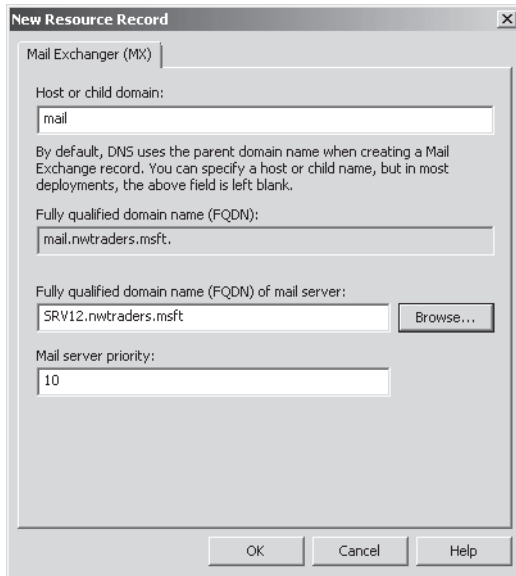 New Resource Record
Mail Exchanger (MX)
Host or child domain:
mail
By default, DNS uses the parent domain name when creating a Mail
Exchange record. You can specify a host or child name, but in most
deployments, the above field is left blank.
Fully qualified domain name (FQDN):
mail.nwtraders.msft.
Fully qualified domain name (FQDN) of mail server:
SRV12.nwtraders.msft
Browse...
Mail server priority:
10
OK
Cancel
Help